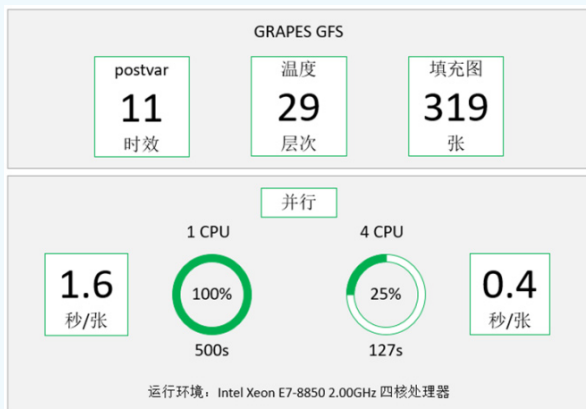 GRAPES GFS
postvar
11
时效
温度
29
层次
填充图
319
张
并行
1 CPU
4 CPU
1.6
秒/张
100%
25%
0.4
秒/张
500s
127s
运行环境：Intel Xeon E7-8850 2.00GHz 四核处理器